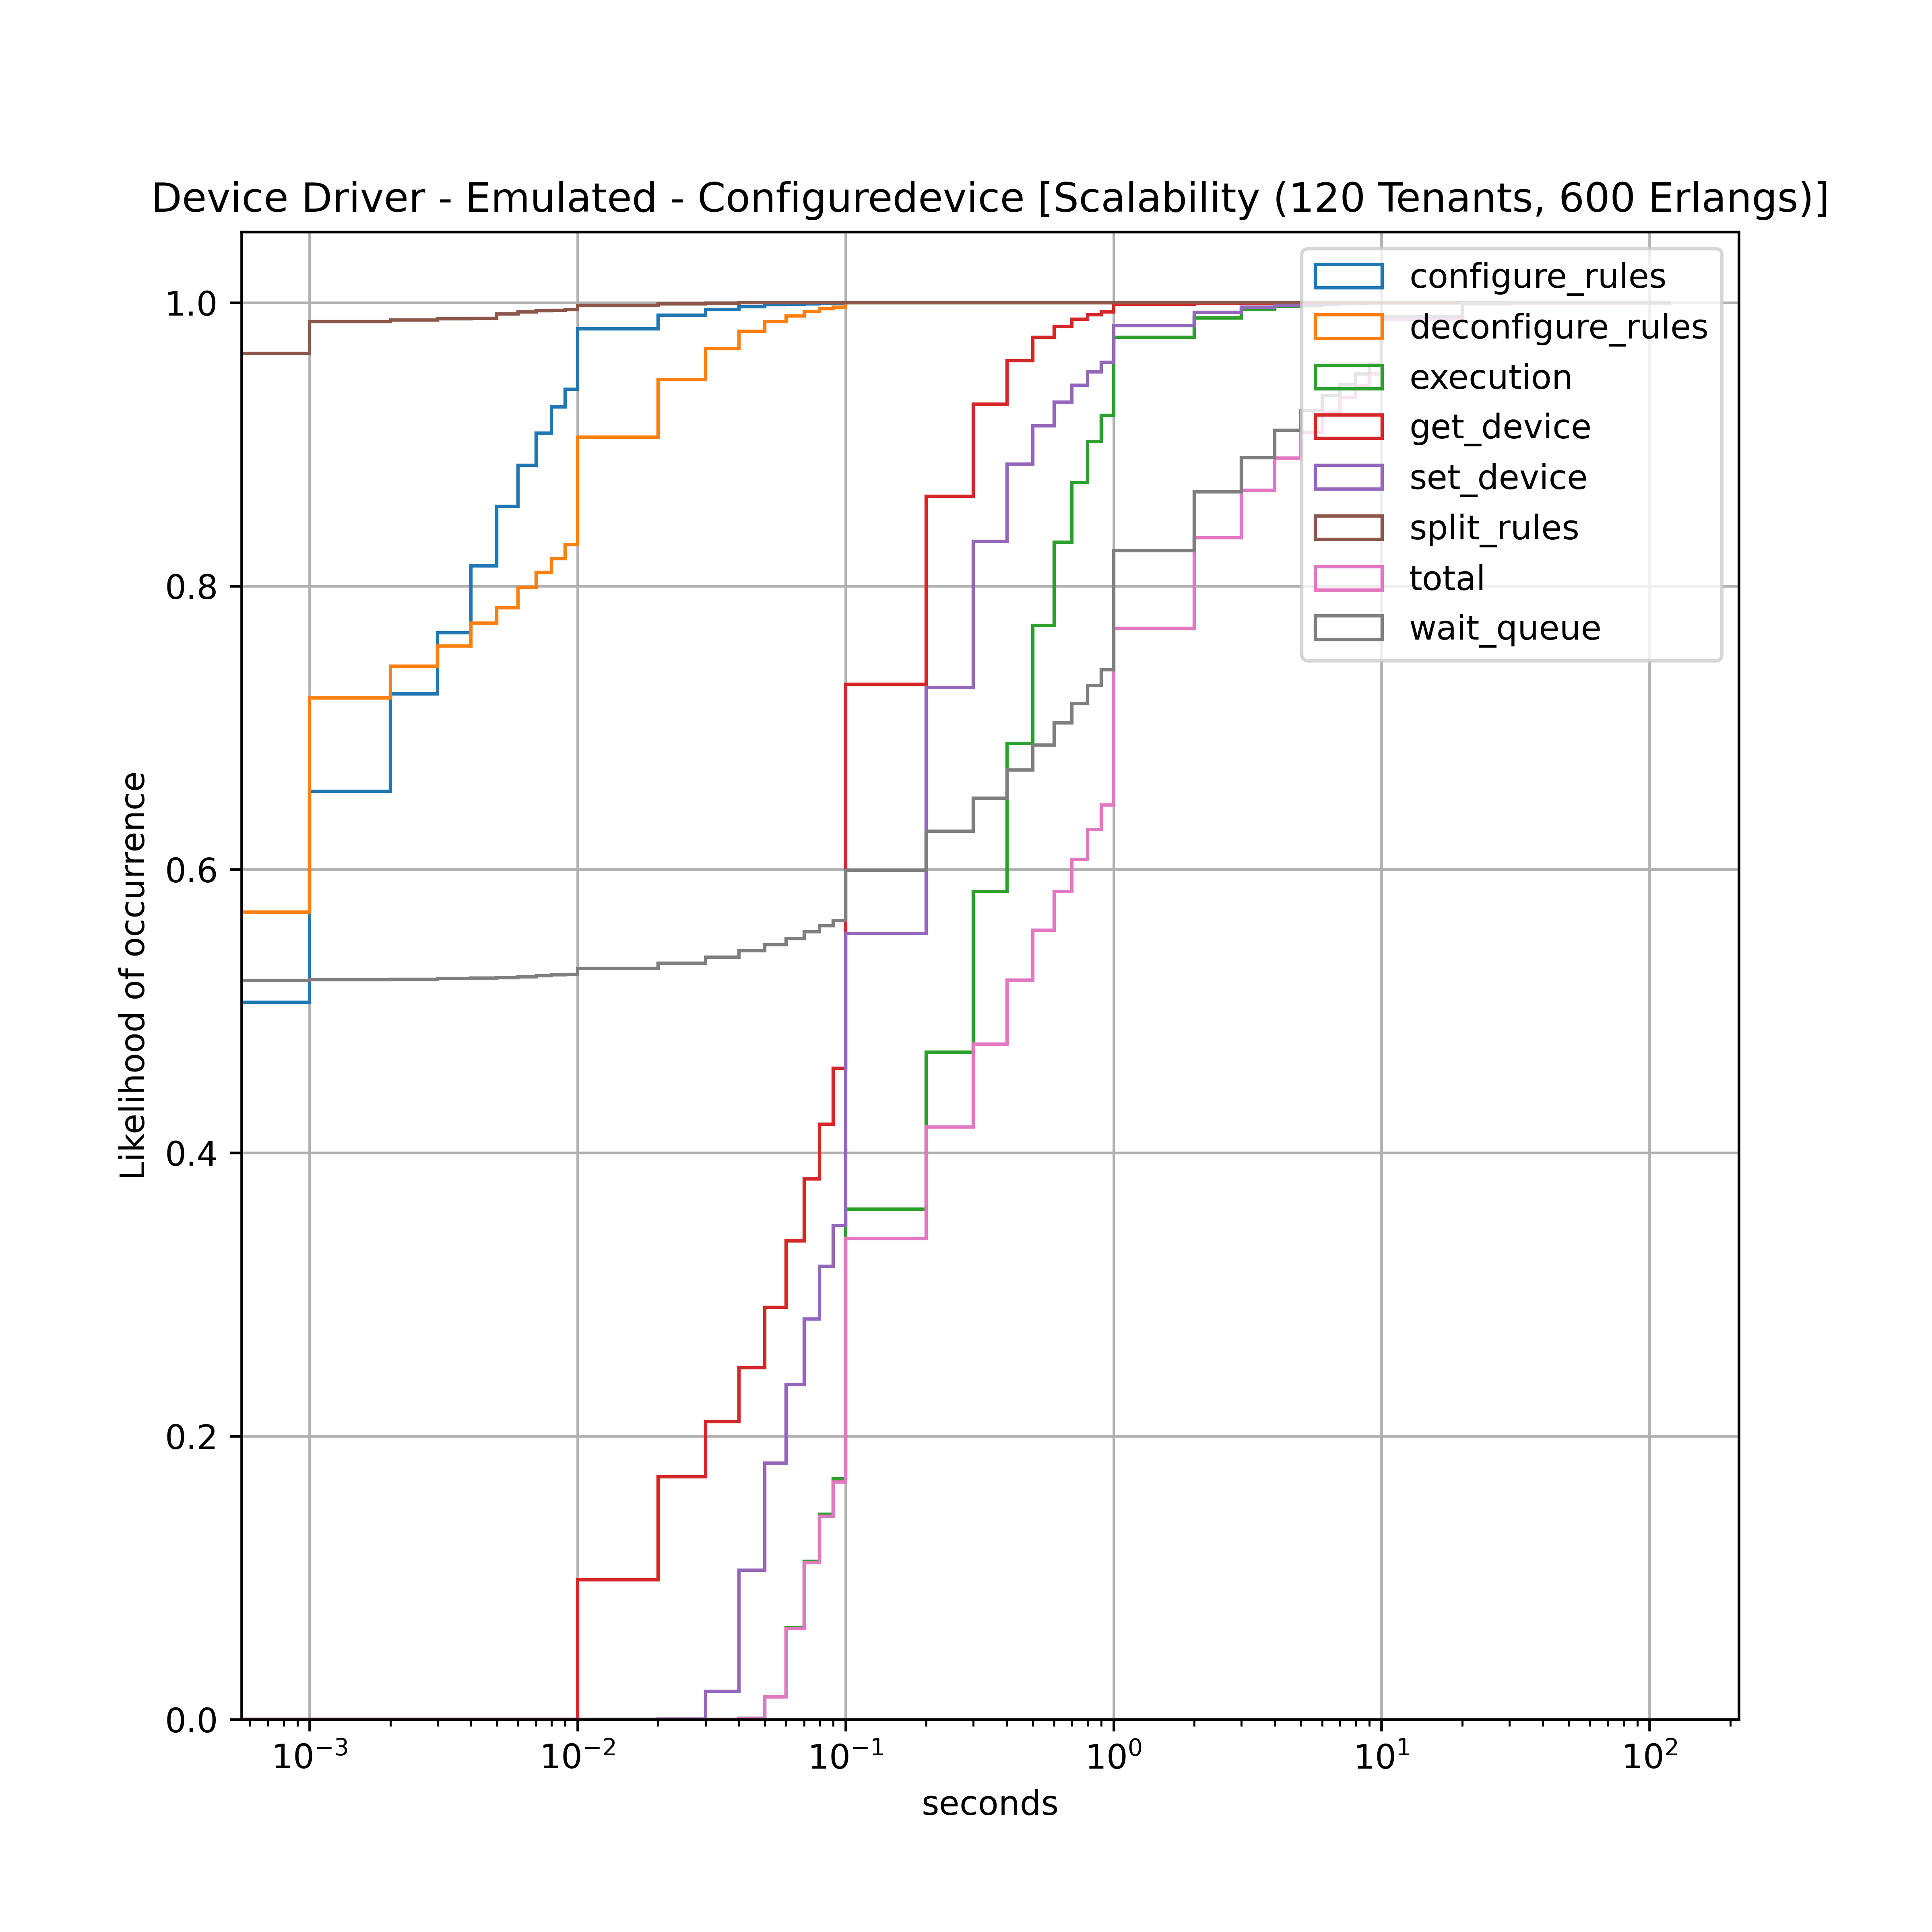 Device Driver - Emulated - Configuredevice [Scalability (120 Tenants, 600 Erlangs)]
configure_rules
deconfigure_rules
execution
get_device
set_device
split_rules
total
wait_queue
Likelihood of occurrence
1.0
0.8
0.6
0.4
0.2
0.0
10⁻³ 10⁻² 10⁻¹ 10⁰ 10¹ 10²
seconds